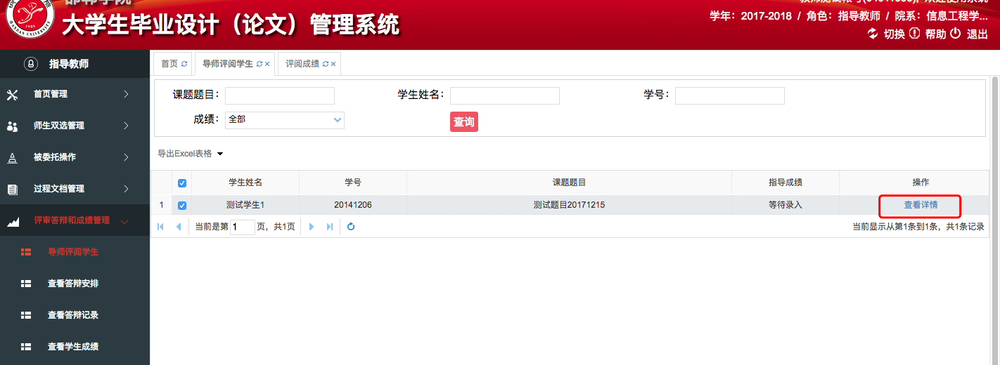 邯郸学院
大学生毕业设计（论文）管理系统
学年：2017-2018 / 角色：指导教师 / 院系：信息工程学...
切换 帮助 退出
HANDAN UNIVERSITY
1905
指导教师
首页管理
师生双选管理
被委托操作
过程文档管理
评审答辩和成绩管理
导师评阅学生
查看答辩安排
查看答辩记录
查看学生成绩
首页 导师评阅学生 评阅成绩
课题题目： 学生姓名： 学号：
成绩： 全部 查询
导出Excel表格
学生姓名 学号 课题题目 指导成绩 操作
1 测试学生1 20141206 测试题目20171215 等待录入 查看详情
当前是第 1 页，共1页 当前显示从第1条到1条，共1条记录